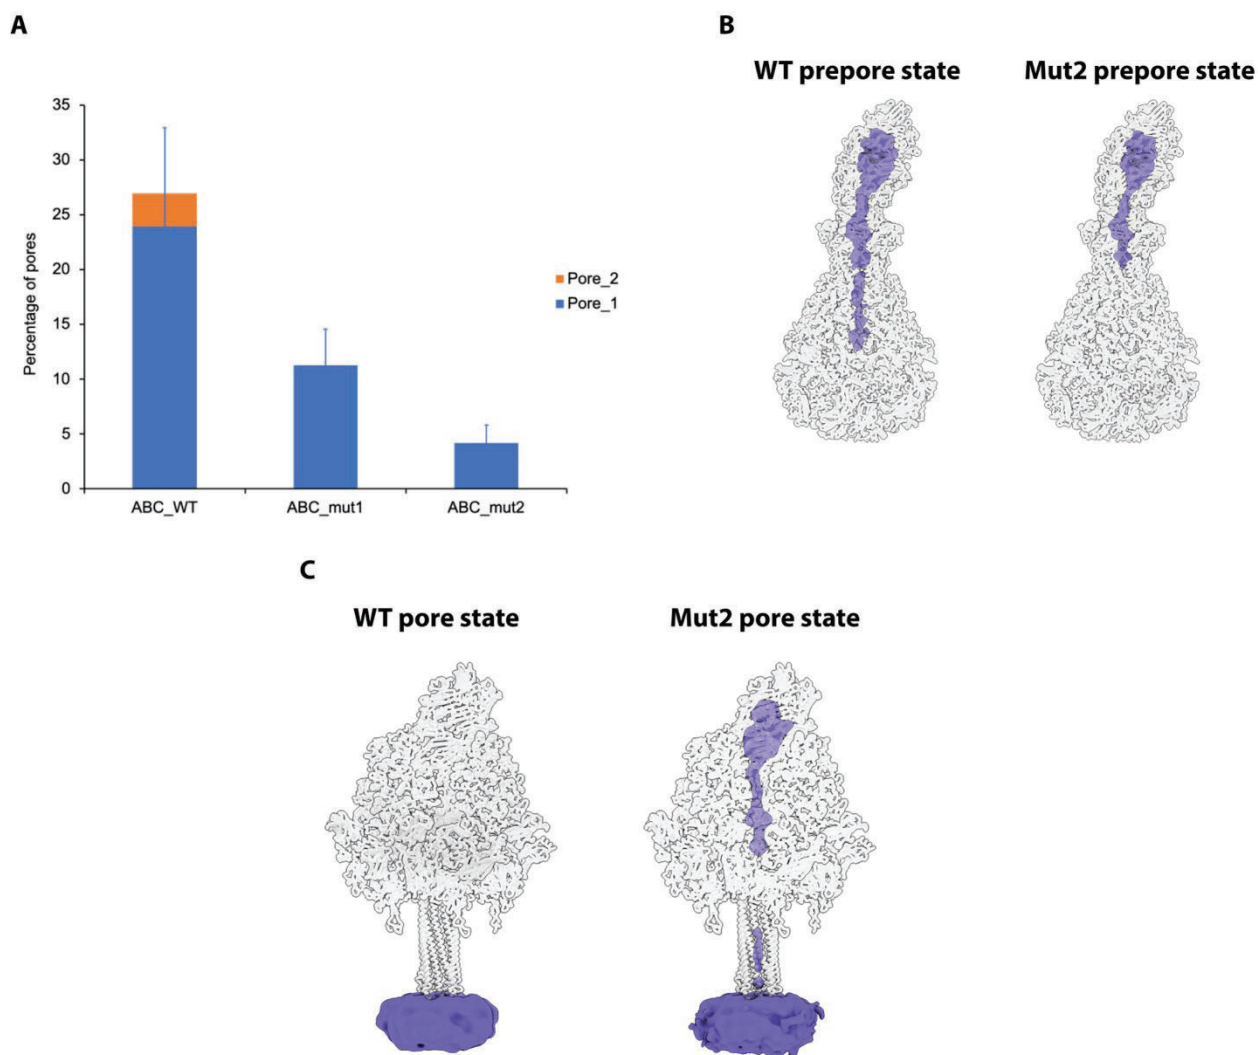 A
35
30
25
20
15
10
5
0
Percentage of pores
ABC_WT
ABC_mut1
ABC_mut2
Pore_2
Pore_1
B
WT prepore state
Mut2 prepore state
C
WT pore state
Mut2 pore state